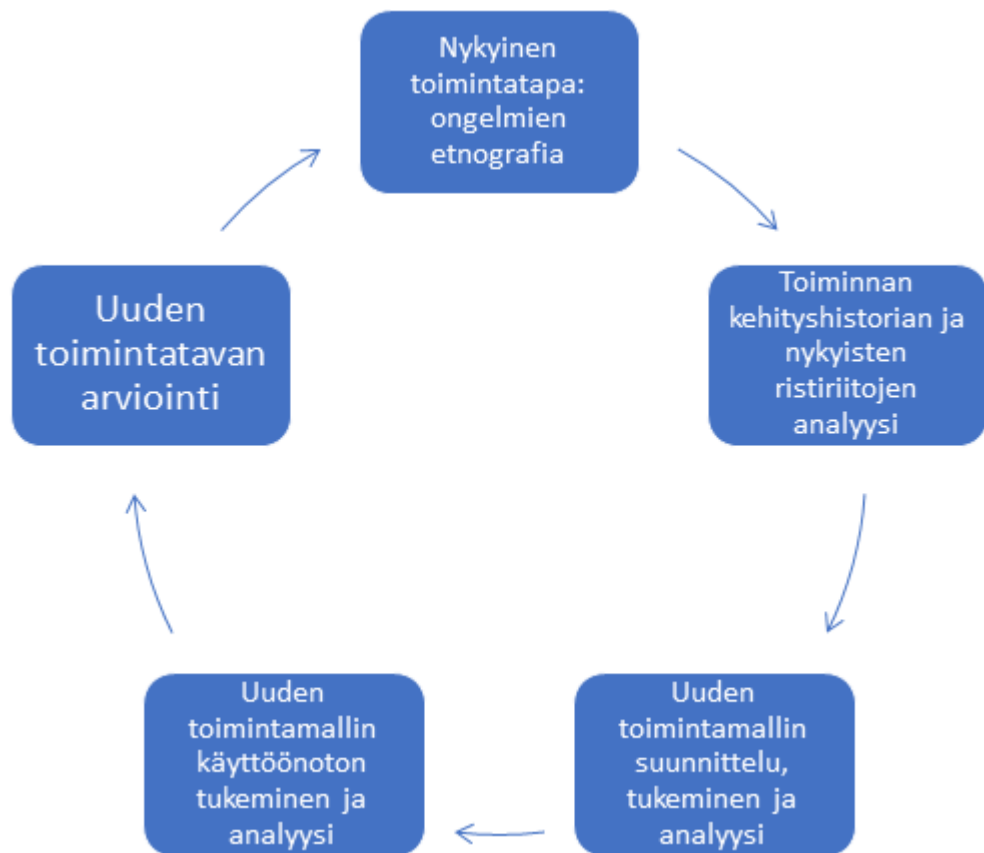 Nykyinen
toimintatapa:
ongelmien
etnografia
Toiminnan
kehityshistorian ja
nykyisten
ristiriitojen
analyysi
Uuden
toimintamallin
suunnittelu,
tukeminen ja
analyysi
Uuden
toimintamallin
käyttöönoton
tukeminen ja
analyysi
Uuden
toimintatavan
arviointi